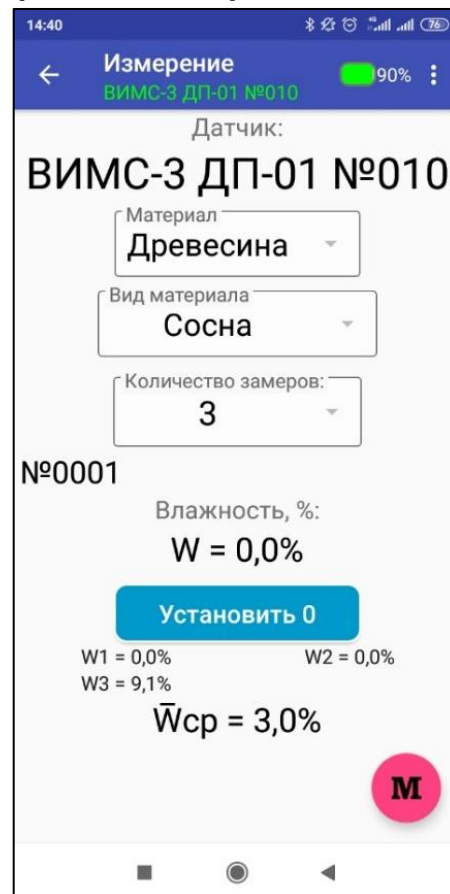 14:40
76
Измерение
ВИМС-3 ДП-01 №010
90%
Датчик:
ВИМС-3 ДП-01 №010
Материал
Древесина
Вид материала
Сосна
Количество замеров:
3
№0001
Влажность, %:
W = 0,0%
Установить 0
W1 = 0,0% W2 = 0,0%
W3 = 9,1%
W̅ср = 3,0%
M